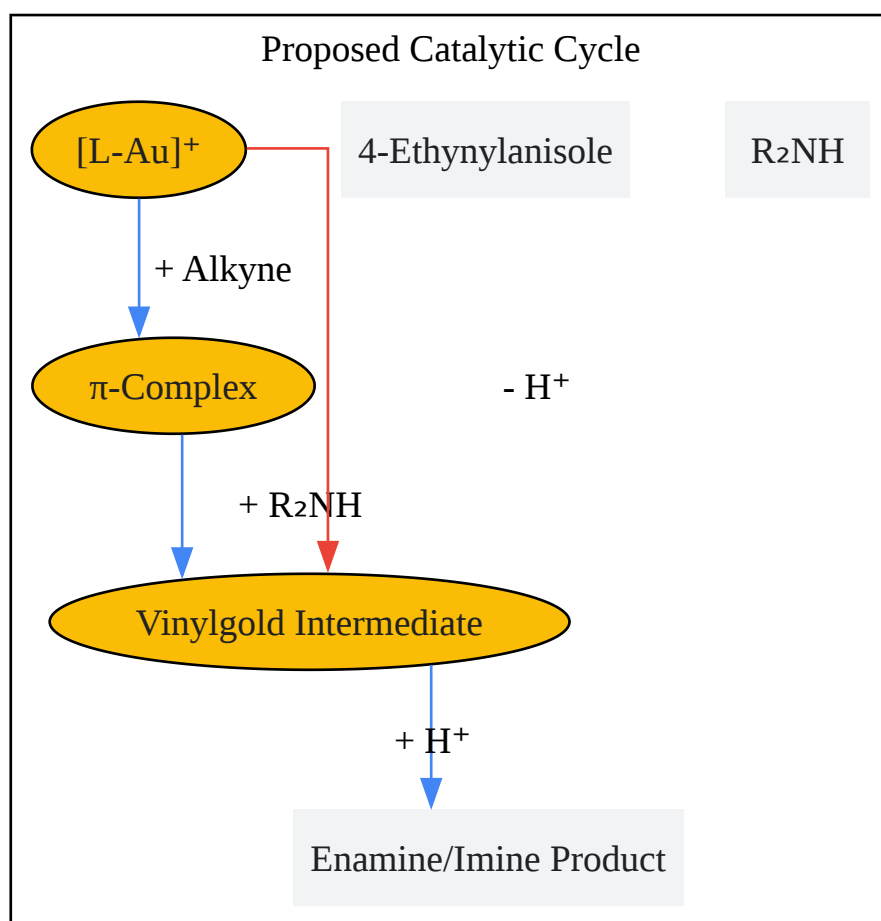 Proposed Catalytic Cycle
[L-Au]⁺
4-Ethynylanisole
R₂NH
+ Alkyne
π-Complex
- H⁺
+ R₂NH
Vinylgold Intermediate
+ H⁺
Enamine/Imine Product